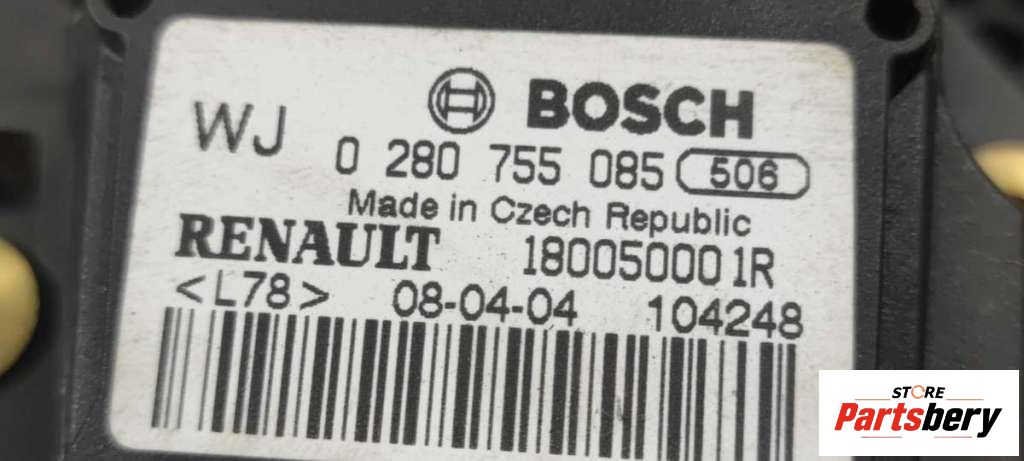 BOSCH
WJ 0 280 755 085 506
Made in Czech Republic
RENAULT 180050001R
<L78> 08-04-04 104248
STORE
Partsbery